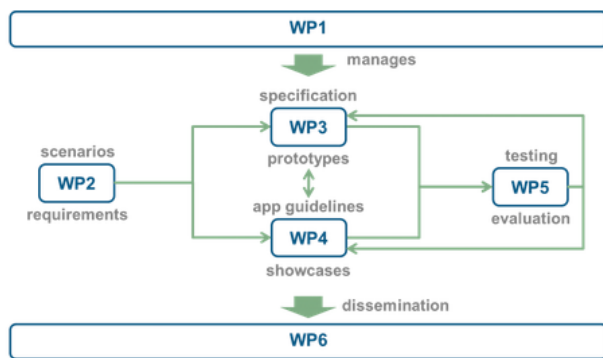 WP1
manages
specification
WP3
prototypes
scenarios
WP2
requirements
testing
WP5
evaluation
app guidelines
WP4
showcases
dissemination
WP6